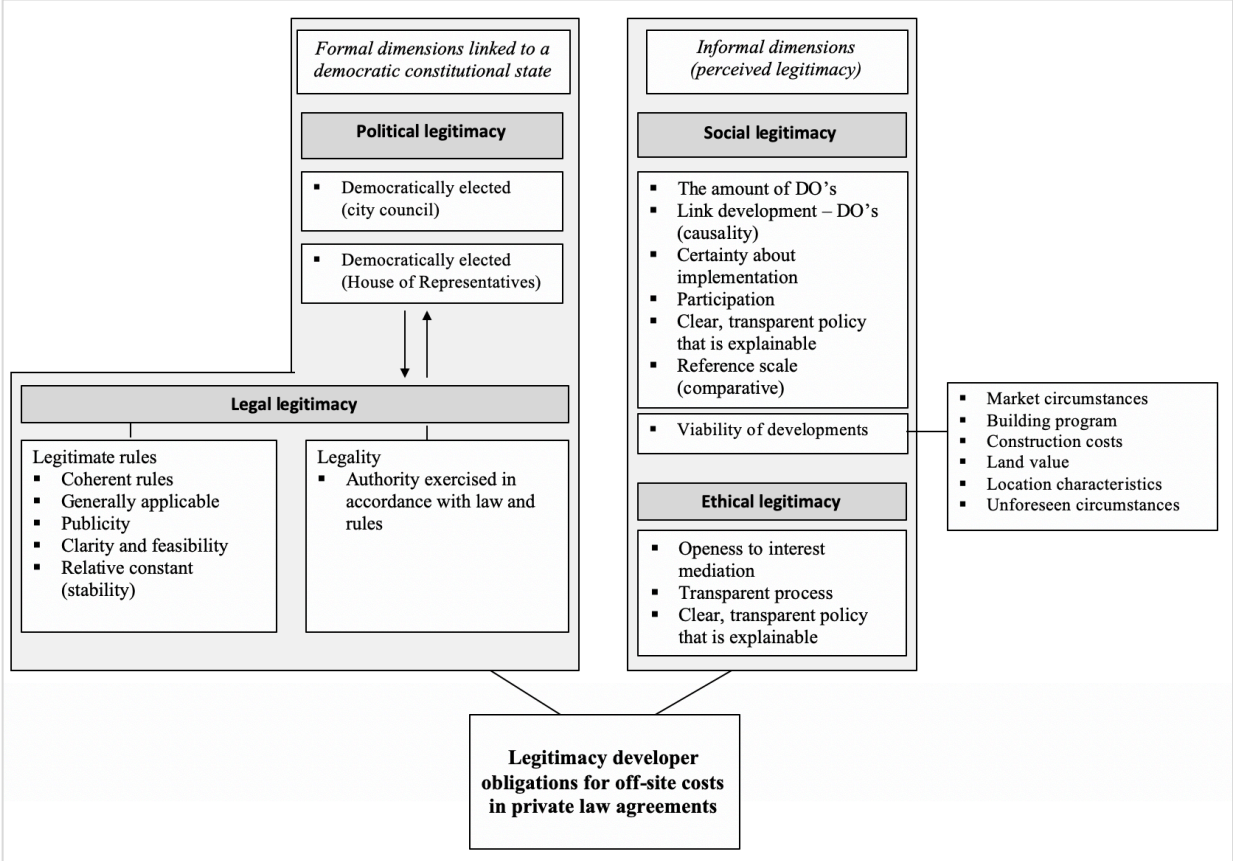 Formal dimensions linked to a
democratic constitutional state
Political legitimacy
▪ Democratically elected
(city council)
▪ Democratically elected
(House of Representatives)
Legal legitimacy
Legitimate rules
▪ Coherent rules
▪ Generally applicable
▪ Publicity
▪ Clarity and feasibility
▪ Relative constant
(stability)
Legality
▪ Authority exercised in
accordance with law and
rules
Informal dimensions
(perceived legitimacy)
Social legitimacy
▪ The amount of DO’s
▪ Link development – DO’s
(causality)
▪ Certainty about
implementation
▪ Participation
▪ Clear, transparent policy
that is explainable
▪ Reference scale
(comparative)
▪ Viability of developments
▪ Market circumstances
▪ Building program
▪ Construction costs
▪ Land value
▪ Location characteristics
▪ Unforeseen circumstances
Ethical legitimacy
▪ Openess to interest
mediation
▪ Transparent process
▪ Clear, transparent policy
that is explainable
Legitimacy developer
obligations for off-site costs
in private law agreements